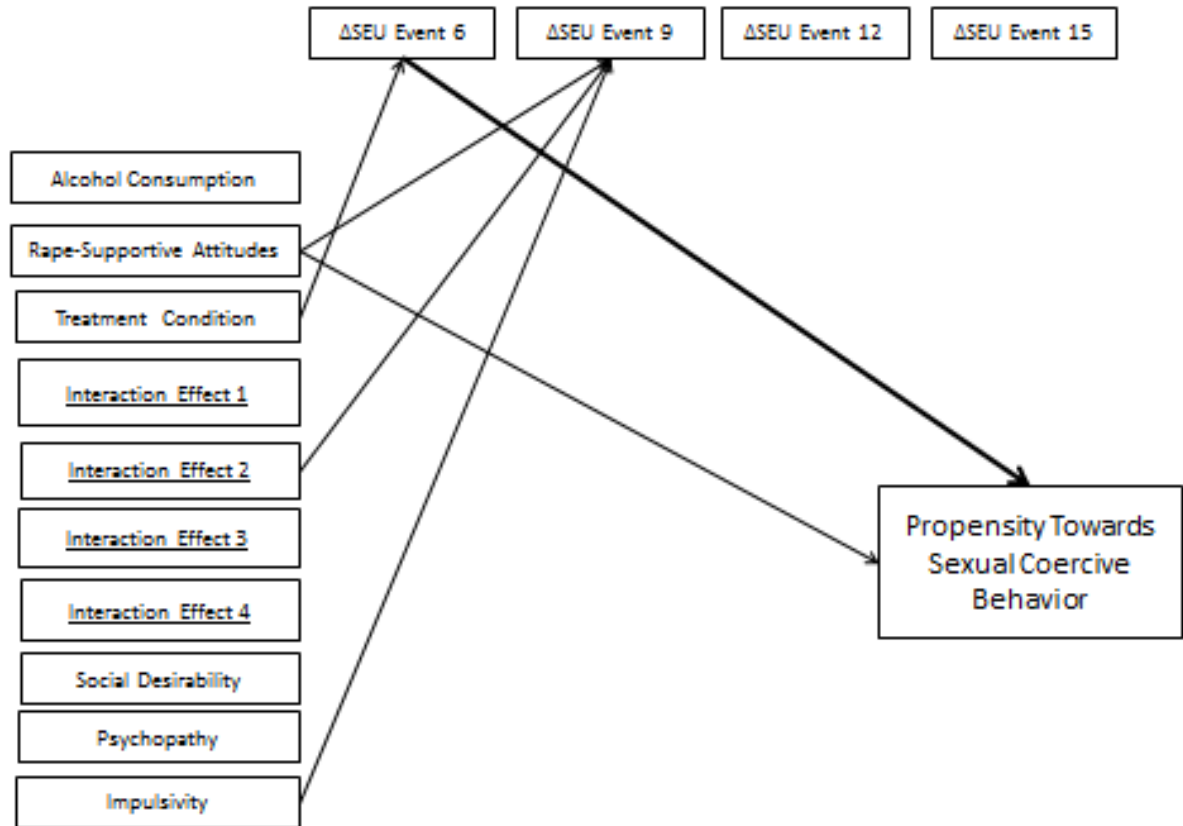 ΔSEU Event 6
ΔSEU Event 9
ΔSEU Event 12
ΔSEU Event 15
Alcohol Consumption
Rape-Supportive Attitudes
Treatment Condition
Interaction Effect 1
Interaction Effect 2
Interaction Effect 3
Interaction Effect 4
Social Desirability
Psychopathy
Impulsivity
Propensity Towards
Sexual Coercive
Behavior